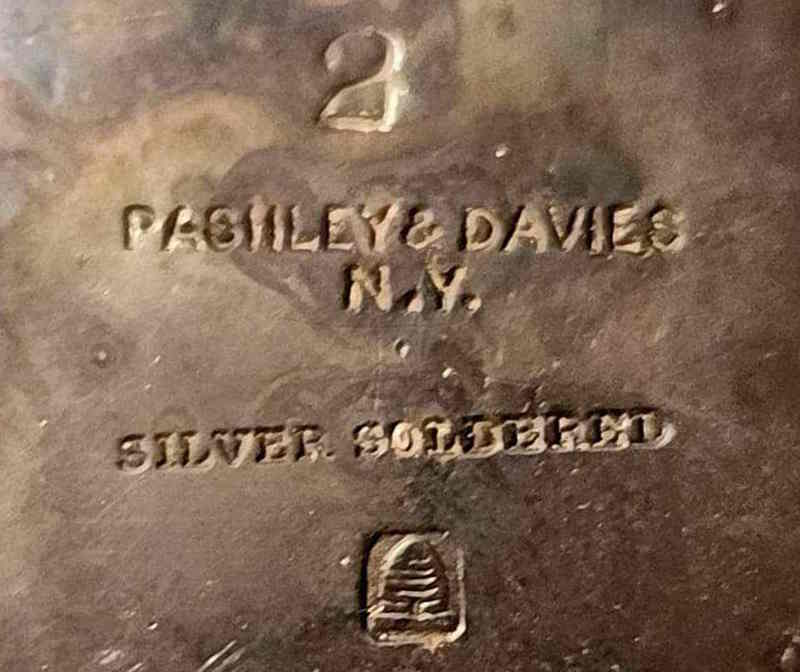 2
PASHLEY & DAVIES
N.Y.
SILVER SOLDERED